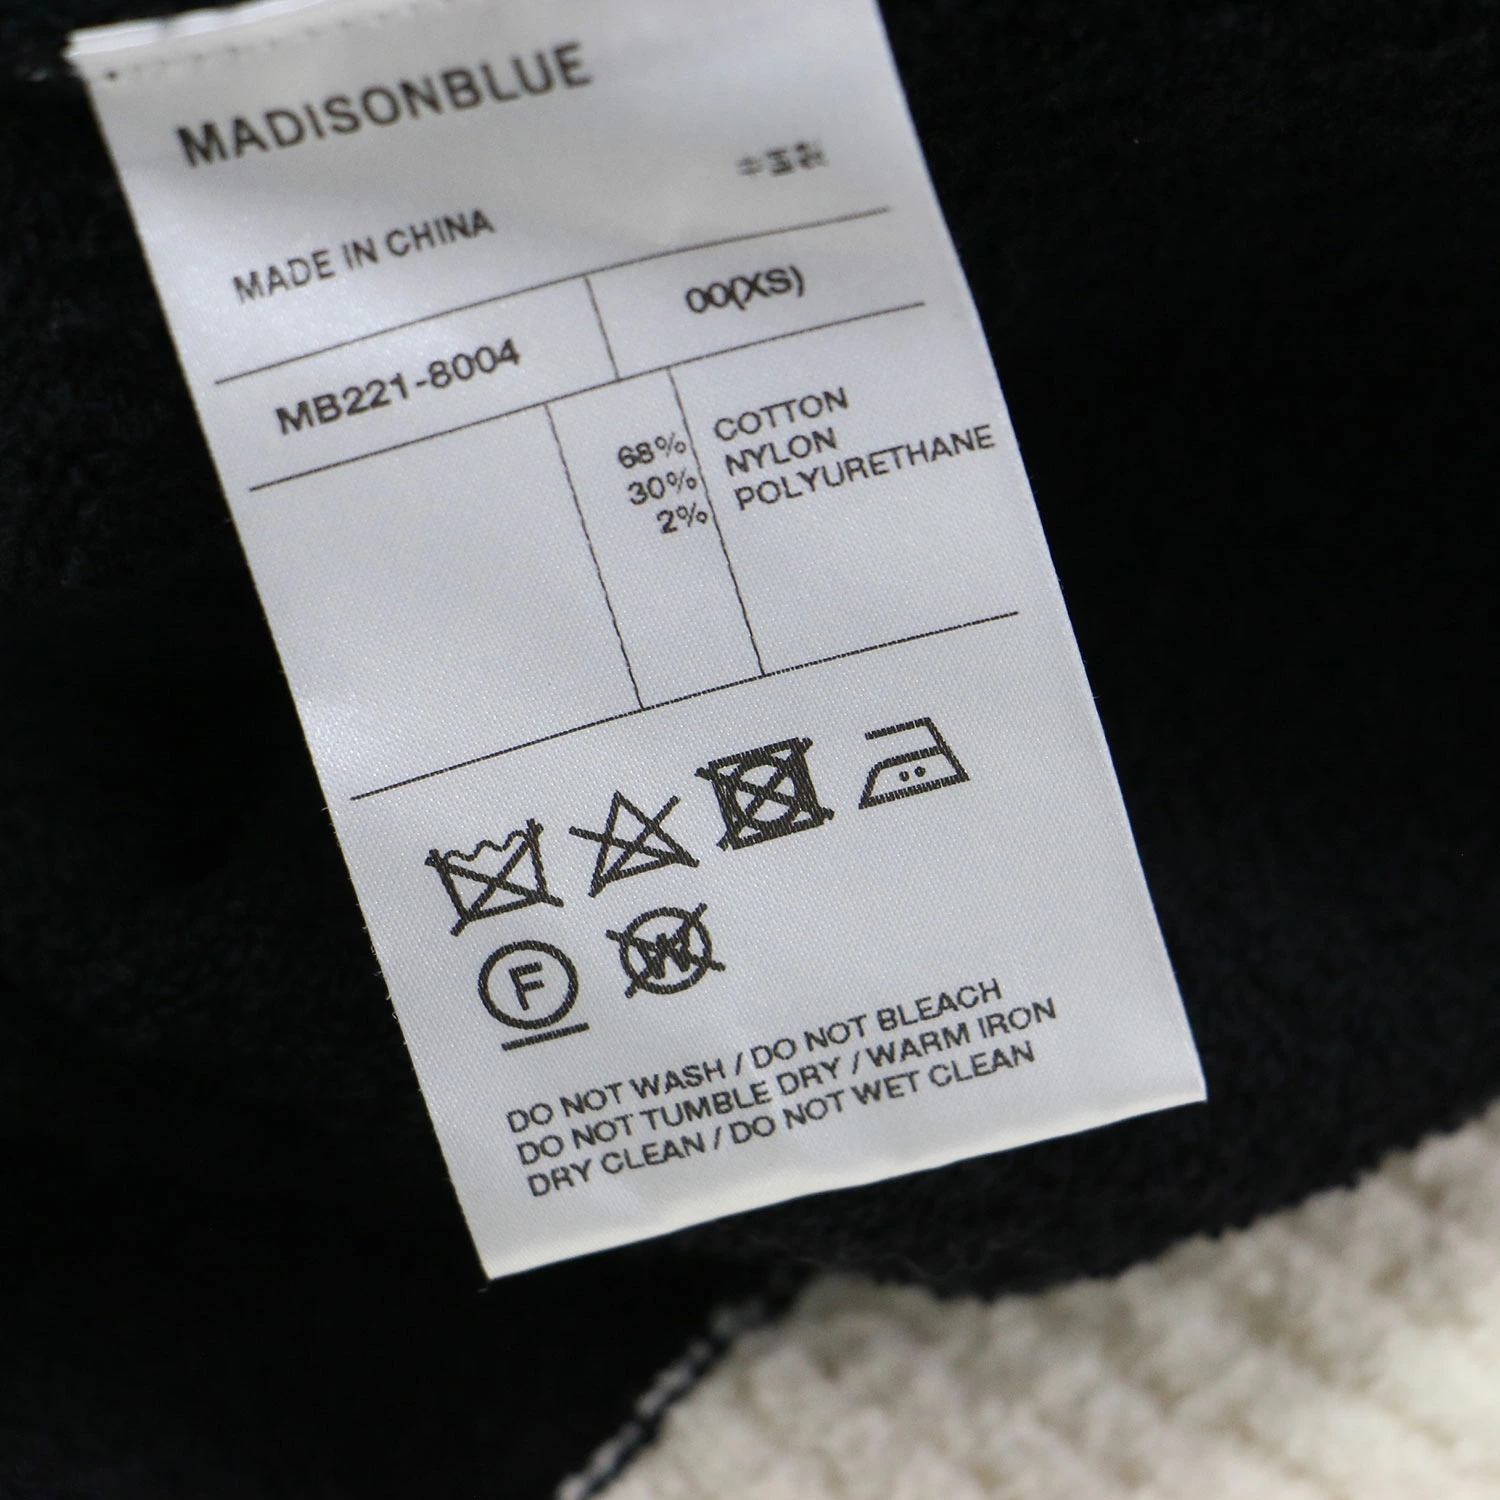 MADISONBLUE
MADE IN CHINA
MB221-8004 00(XS)
68% COTTON
30% NYLON
2% POLYURETHANE
F
W
DO NOT WASH / DO NOT BLEACH
DO NOT TUMBLE DRY / WARM IRON
DRY CLEAN / DO NOT WET CLEAN